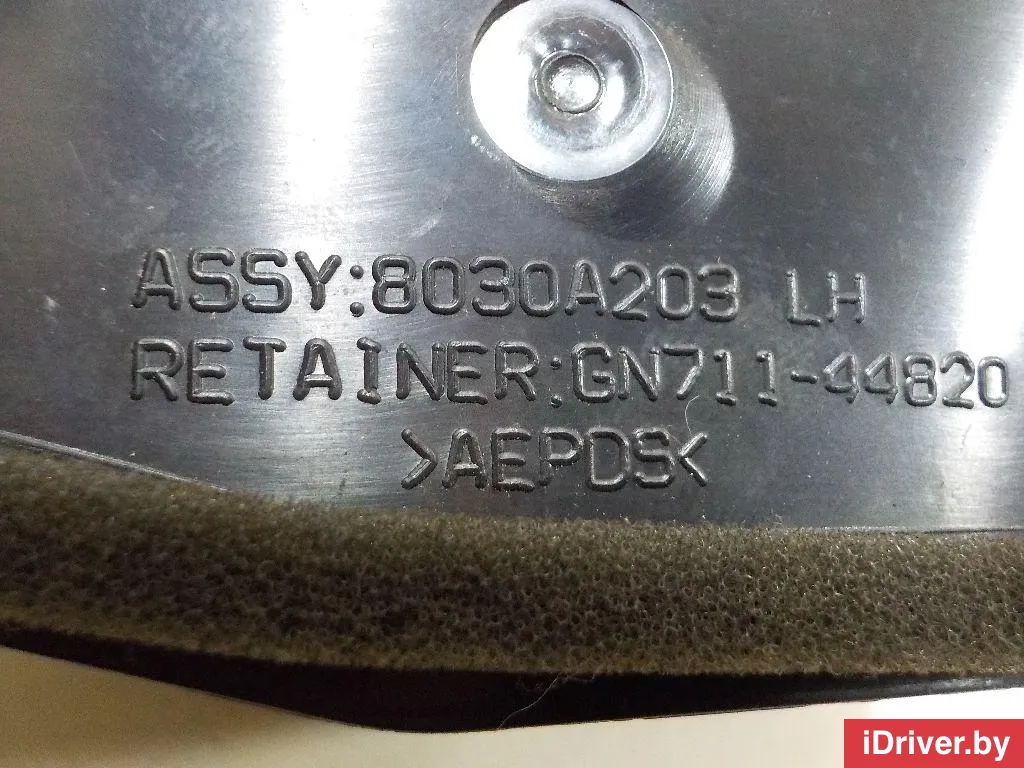 ASSY:8030A203 LH
RETAINER:GN711-44820
>AEPDS<
iDriver.by